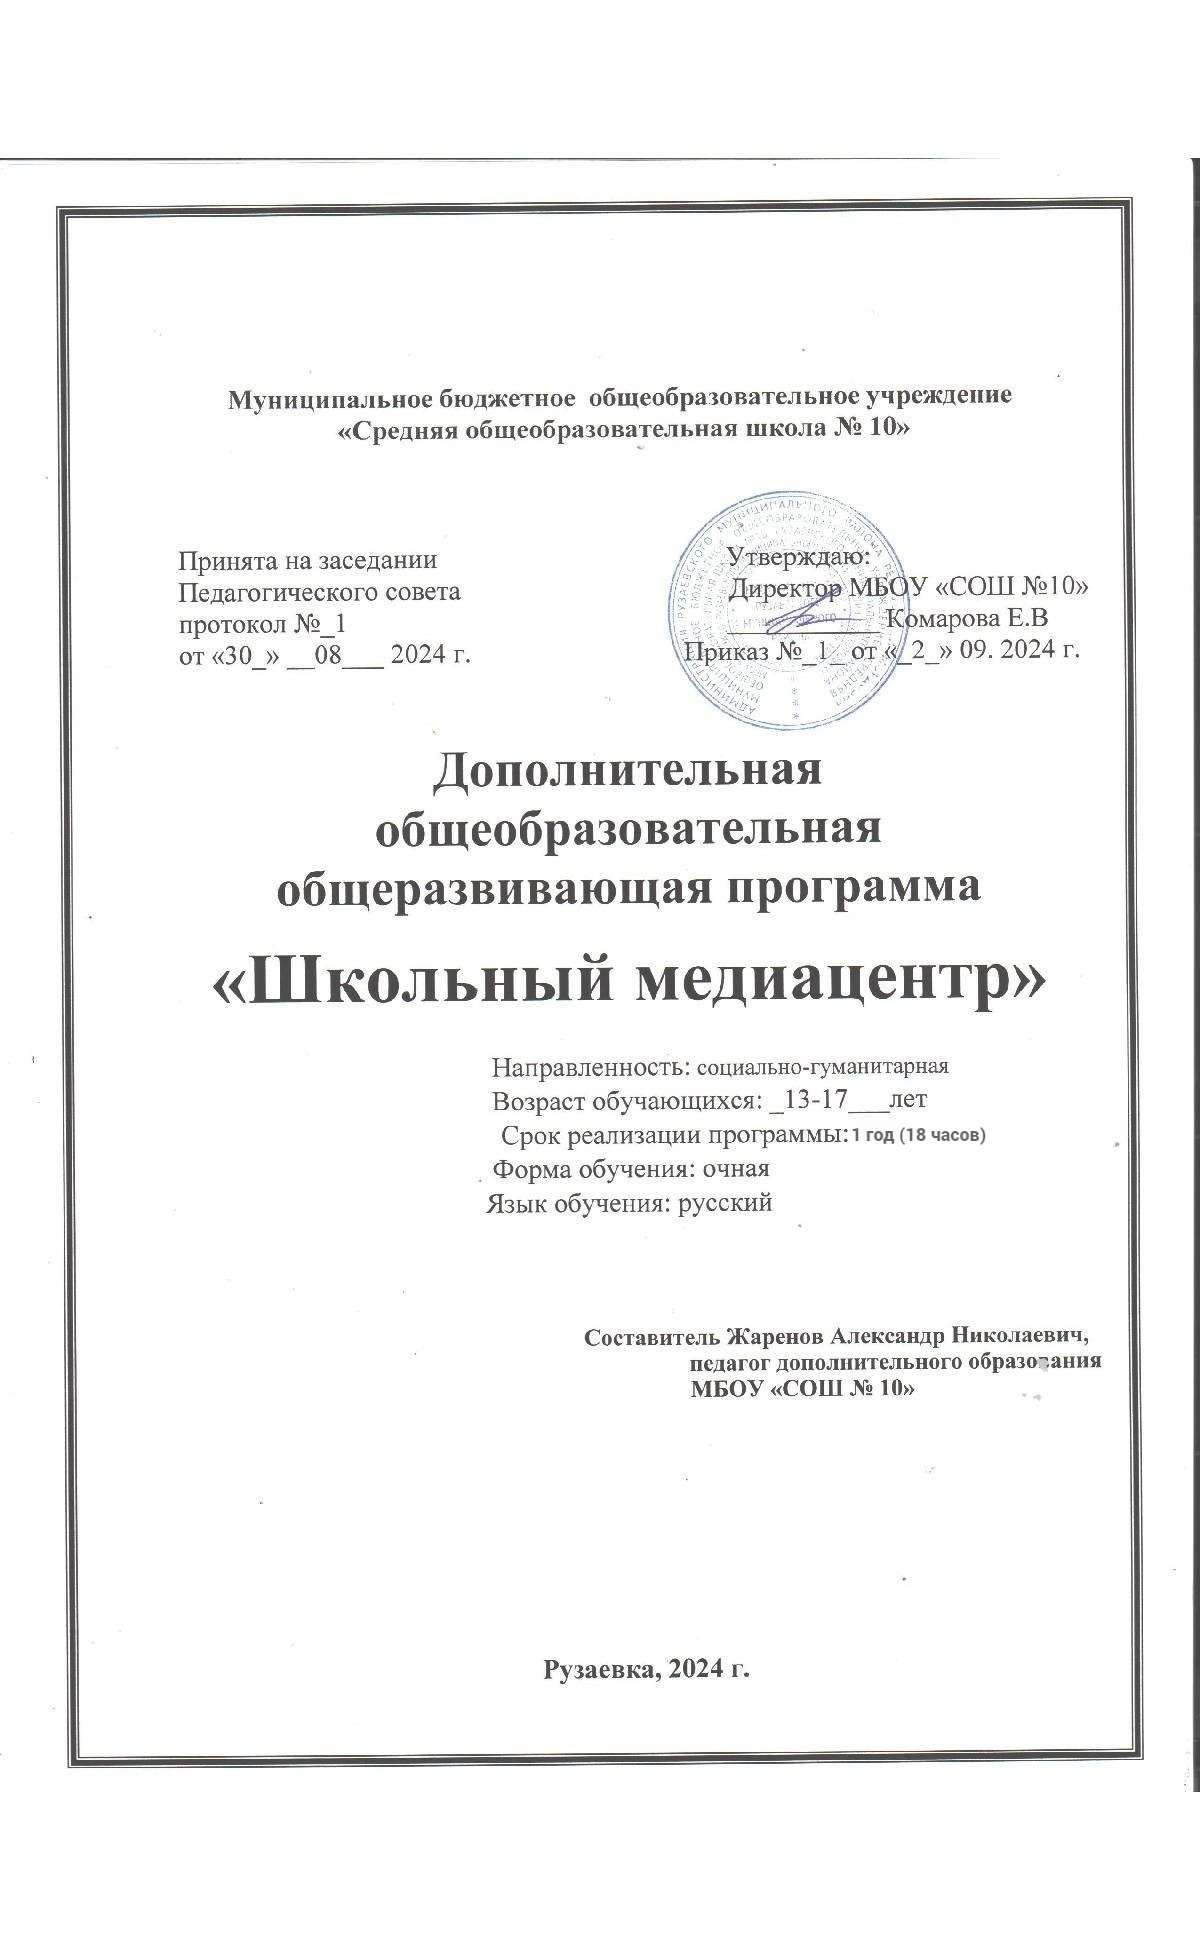 Муниципальное бюджетное общеобразовательное учреждение
«Средняя общеобразовательная школа № 10»
Принята на заседании
Педагогического совета
протокол №_1
от «30_» __08___ 2024 г.
Утверждаю:
Директор МБОУ «СОШ №10»
___________ Комарова Е.В
Приказ №_1_ от «_2_» 09. 2024 г.
Дополнительная
общеобразовательная
общеразвивающая программа
«Школьный медиацентр»
Направленность: социально-гуманитарная
Возраст обучающихся: _13-17___лет
Срок реализации программы:1 год (18 часов)
Форма обучения: очная
Язык обучения: русский
Составитель Жаренов Александр Николаевич,
педагог дополнительного образования
МБОУ «СОШ № 10»
Рузаевка, 2024 г.